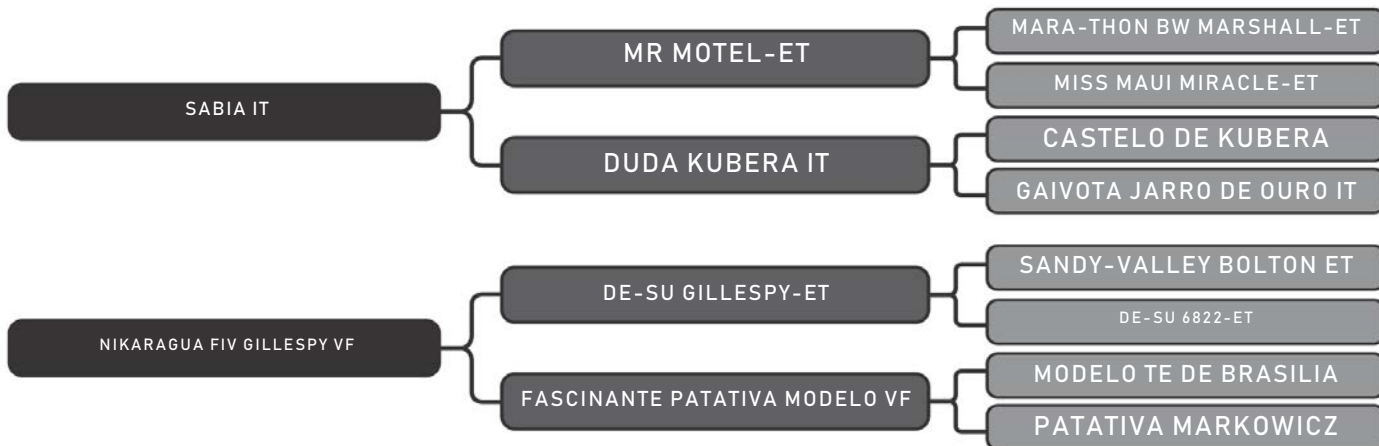 MARA-THON BW MARSHALL-ET
MR MOTEL-ET
MISS MAUI MIRACLE-ET
SABIA IT
CASTELO DE KUBERA
DUDA KUBERA IT
GAIVOTA JARRO DE OURO IT
SANDY-VALLEY BOLTON ET
DE-SU GILLESPY-ET
DE-SU 6822-ET
NIKARAGUA FIV GILLESPY VF
MODELO TE DE BRASILIA
FASCINANTE PATATIVA MODELO VF
PATATIVA MARKOWICZ